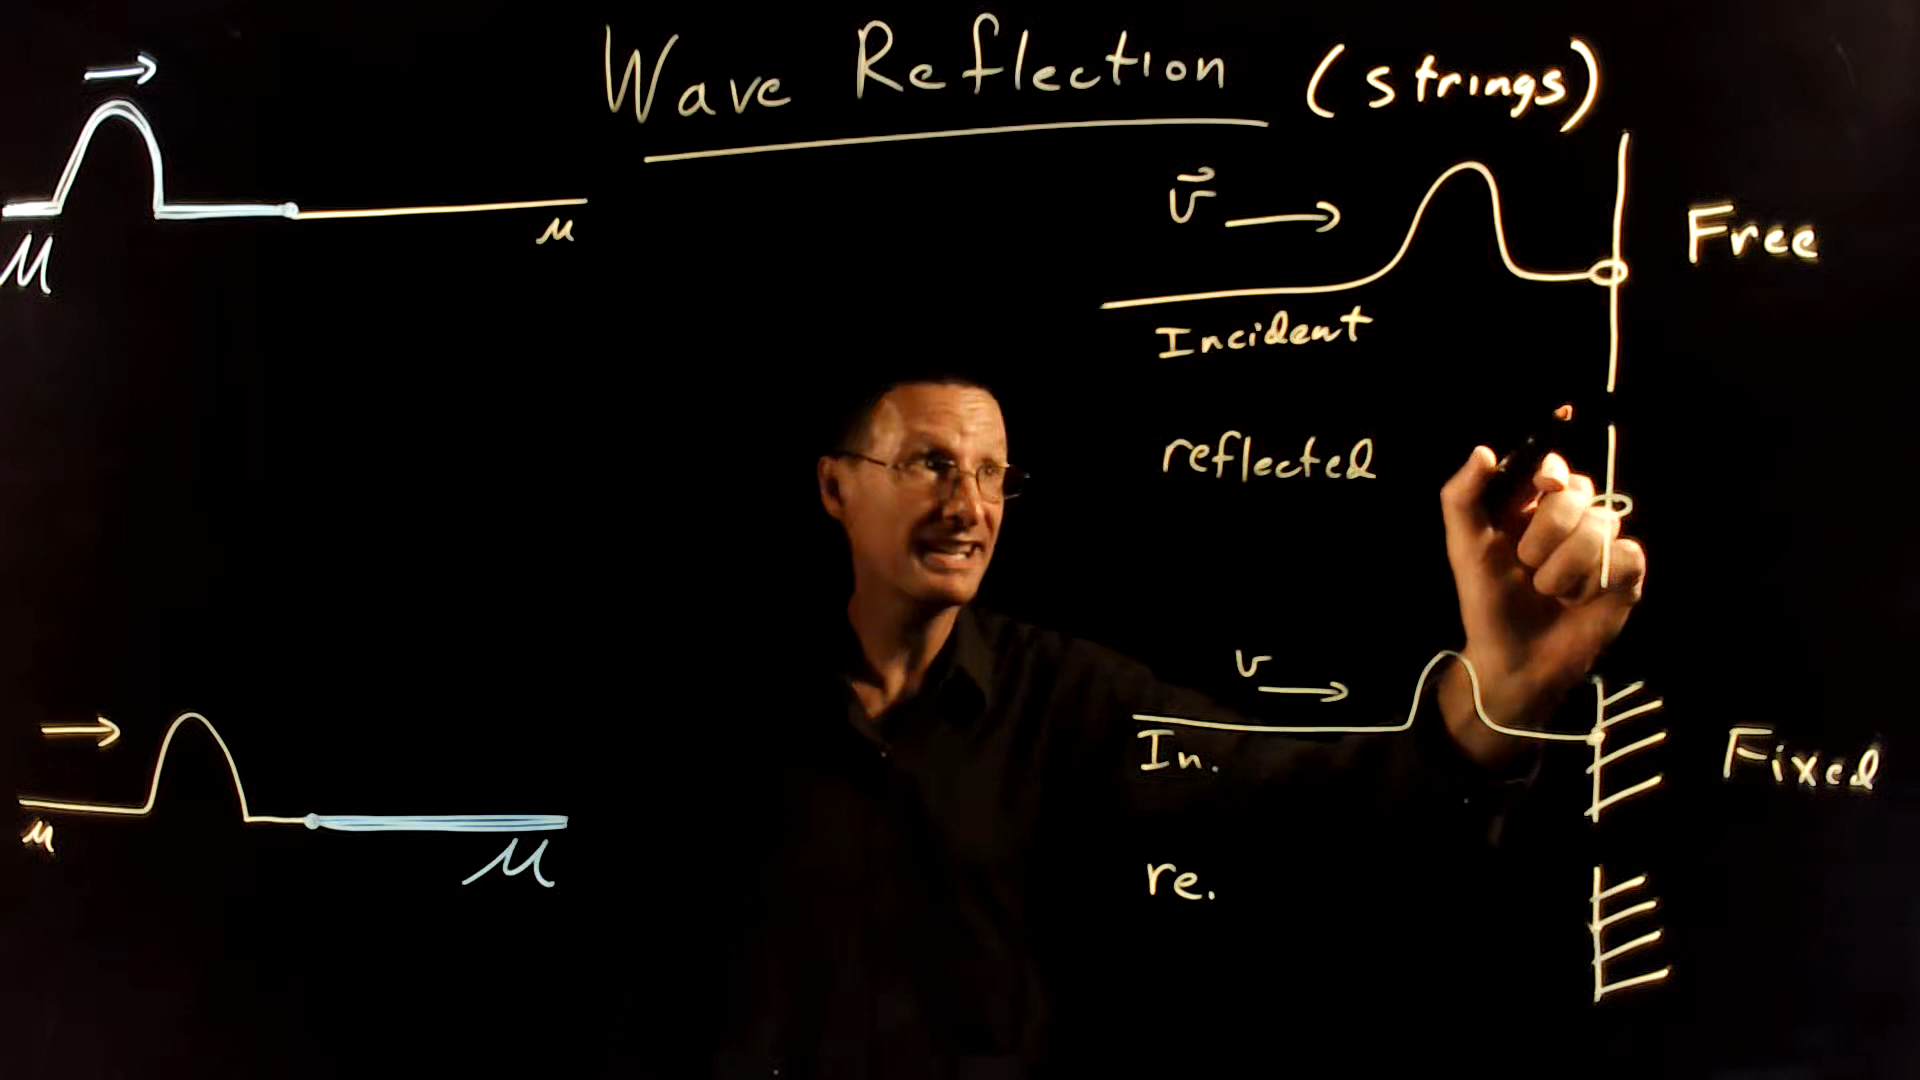 Wave Reflection (strings)
μ
μ
v⃗
Free
Incident
reflected
v
In.
Fixed
μ
μ
re.